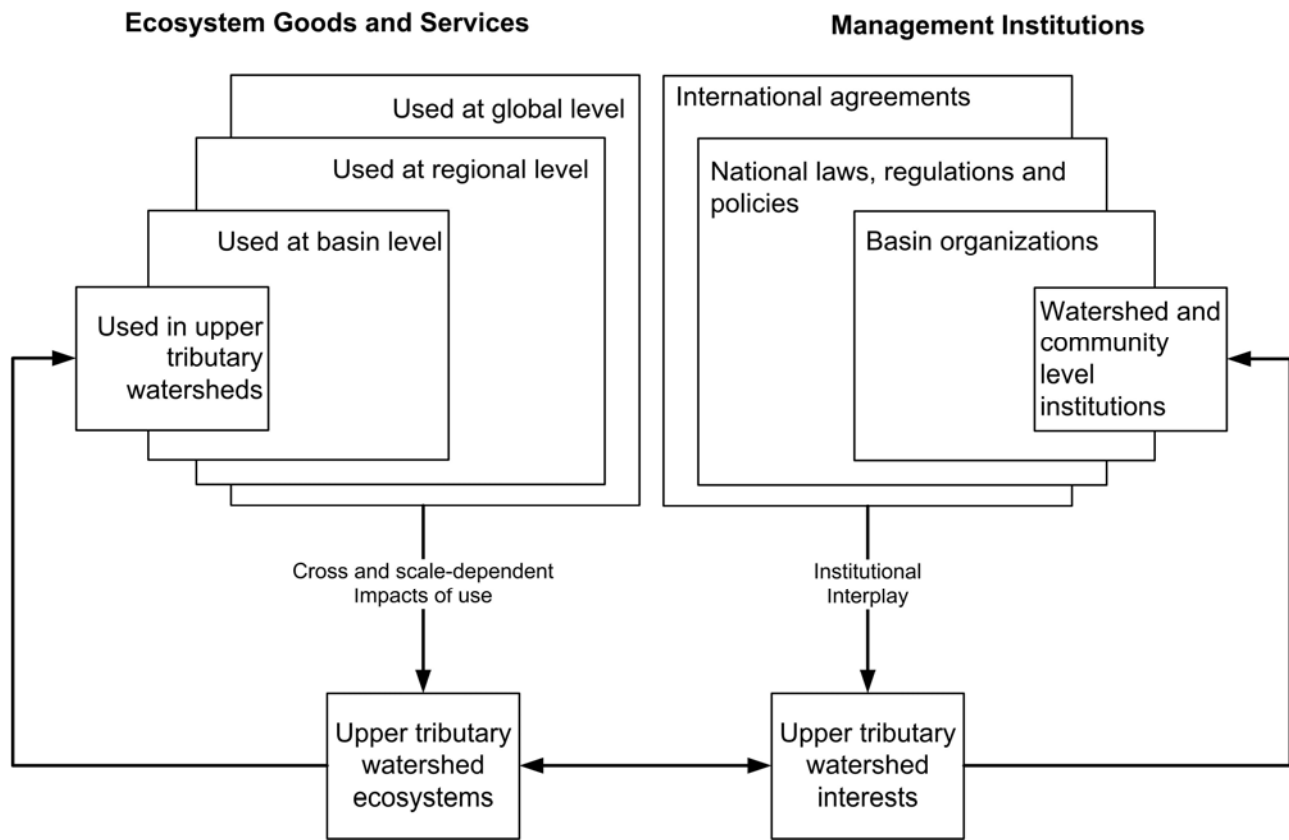 Ecosystem Goods and Services
Management Institutions
Used at global level
Used at regional level
Used at basin level
Used in upper
tributary
watersheds
International agreements
National laws, regulations and
policies
Basin organizations
Watershed and
community
level
institutions
Cross and scale-dependent
Impacts of use
Institutional
Interplay
Upper tributary
watershed
ecosystems
Upper tributary
watershed
interests